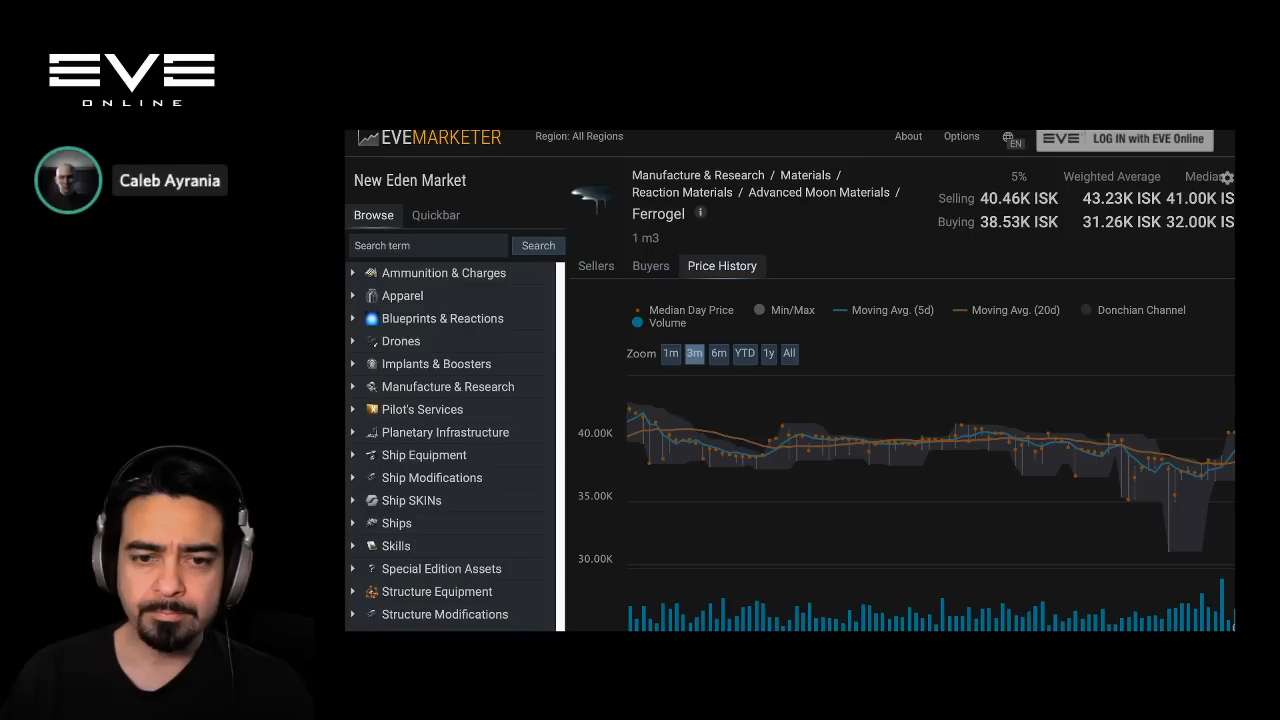 EVE
ONLINE
Caleb Ayrania
EVEMARKETER
Region: All Regions
About
Options
EN
EVE LOG IN with EVE Online
New Eden Market
Browse
Quickbar
Search term
Search
Ammunition & Charges
Apparel
Blueprints & Reactions
Drones
Implants & Boosters
Manufacture & Research
Pilot's Services
Planetary Infrastructure
Ship Equipment
Ship Modifications
Ship SKINs
Ships
Skills
Special Edition Assets
Structure Equipment
Structure Modifications
Manufacture & Research / Materials /
Reaction Materials / Advanced Moon Materials /
Ferrogel
1 m3
5% Weighted Average Median
Selling 40.46K ISK 43.23K ISK 41.00K IS
Buying 38.53K ISK 31.26K ISK 32.00K IS
Sellers
Buyers
Price History
Median Day Price Min/Max Moving Avg. (5d) Moving Avg. (20d) Donchian Channel
Volume
Zoom 1m 3m 6m YTD 1y All
40.00K
35.00K
30.00K